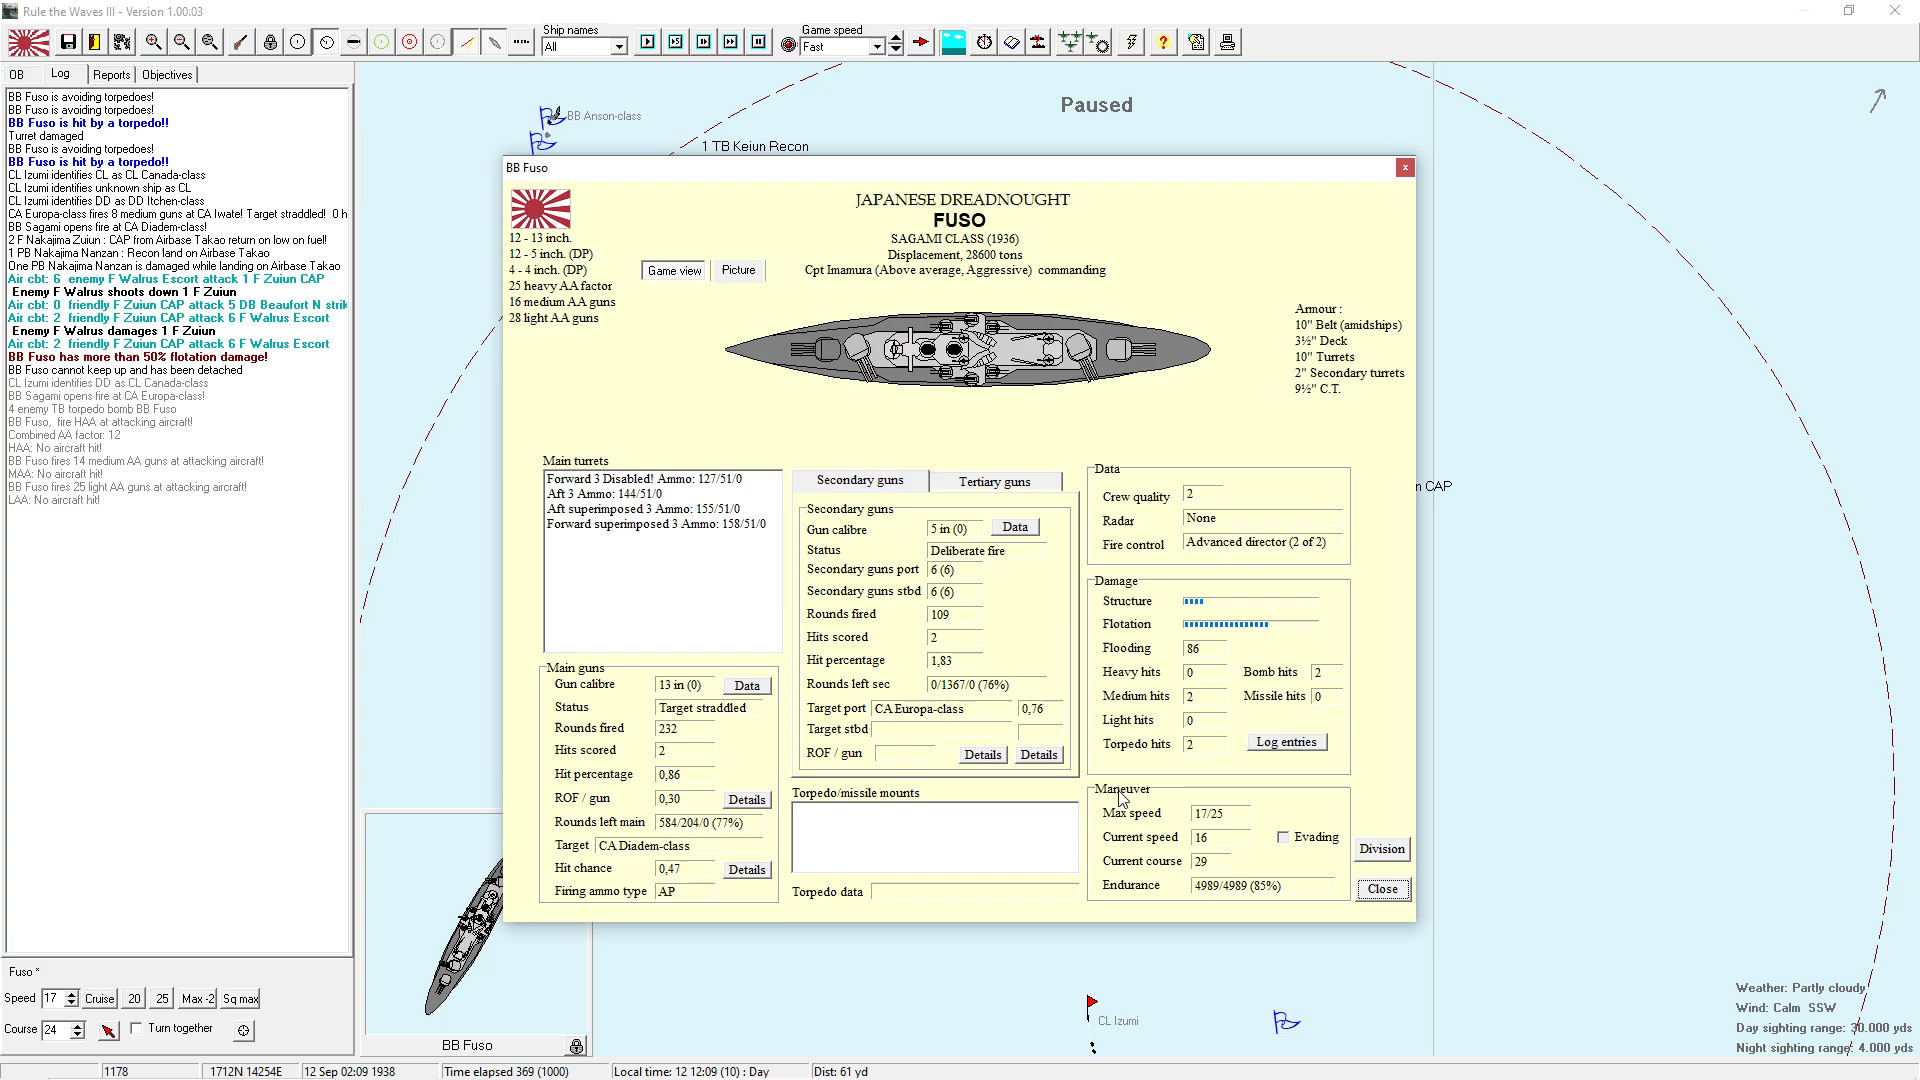 Rule the Waves III - Version 1.00.03
Ship names
All
Game speed
Fast
OB
Log
Reports
Objectives
BB Fuso is avoiding torpedoes!
BB Fuso is avoiding torpedoes!
BB Fuso is hit by a torpedo!!
Turret damaged
BB Fuso is avoiding torpedoes!
BB Fuso is hit by a torpedo!!
CL Izumi identifies CL as CL Canada-class
CL Izumi identifies unknown ship as CL
CL Izumi identifies DD as DD Itchen-class
CA Europa-class fires 8 medium guns at CA Iwate! Target straddled! 0 h
BB Sagami opens fire at CA Diadem-class!
2 F Nakajima Zuiun : CAP from Airbase Takao return on low on fuel!
1 PB Nakajima Nanzan : Recon land on Airbase Takao
One PB Nakajima Nanzan is damaged while landing on Airbase Takao
Air cbt: 6 enemy F Walrus Escort attack 1 F Zuiun CAP
Enemy F Walrus shoots down 1 F Zuiun
Air cbt: 0 friendly F Zuiun CAP attack 5 DB Beaufort N strik
Air cbt: 2 friendly F Zuiun CAP attack 6 F Walrus Escort
Enemy F Walrus damages 1 F Zuiun
Air cbt: 2 friendly F Zuiun CAP attack 6 F Walrus Escort
BB Fuso has more than 50% flotation damage!
BB Fuso cannot keep up and has been detached
CL Izumi identifies DD as CL Canada-class
BB Sagami opens fire at CA Europa-class!
4 enemy TB torpedo bomb BB Fuso
BB Fuso, fire HAA at attacking aircraft!
Combined AA factor: 12
HAA: No aircraft hit!
BB Fuso fires 14 medium AA guns at attacking aircraft!
MAA: No aircraft hit!
BB Fuso fires 25 light AA guns at attacking aircraft!
LAA: No aircraft hit!
BB Anson-class
1 TB Keiun Recon
Paused
n CAP
BB Fuso
JAPANESE DREADNOUGHT
FUSO
SAGAMI CLASS (1936)
Displacement, 28600 tons
Cpt Imamura (Above average, Aggressive) commanding
12 - 13 inch.
12 - 5 inch. (DP)
4 - 4 inch. (DP)
25 heavy AA factor
16 medium AA guns
28 light AA guns
Game view
Picture
Armour :
10" Belt (amidships)
3½" Deck
10" Turrets
2" Secondary turrets
9½" C.T.
Main turrets
Forward 3 Disabled! Ammo: 127/51/0
Aft 3 Ammo: 144/51/0
Aft superimposed 3 Ammo: 155/51/0
Forward superimposed 3 Ammo: 158/51/0
Main guns
Gun calibre 13 in (0) Data
Status Target straddled
Rounds fired 232
Hits scored 2
Hit percentage 0,86
ROF / gun 0,30 Details
Rounds left main 584/204/0 (77%)
Target CA Diadem-class
Hit chance 0,47 Details
Firing ammo type AP
Secondary guns
Tertiary guns
Secondary guns
Gun calibre 5 in (0) Data
Status Deliberate fire
Secondary guns port 6 (6)
Secondary guns stbd 6 (6)
Rounds fired 109
Hits scored 2
Hit percentage 1,83
Rounds left sec 0/1367/0 (76%)
Target port CA Europa-class 0,76
Target stbd
ROF / gun Details Details
Torpedo/missile mounts
Torpedo data
Data
Crew quality 2
Radar None
Fire control Advanced director (2 of 2)
Damage
Structure
Flotation
Flooding 86
Heavy hits 0 Bomb hits 2
Medium hits 2 Missile hits 0
Light hits 0
Torpedo hits 2 Log entries
Maneuver
Max speed 17/25
Current speed 16 Evading
Current course 29
Endurance 4989/4989 (85%)
Division
Close
Fuso *
Speed 17 Cruise 20 25 Max -2 Sq max
Course 24 Turn together
BB Fuso
CL Izumi
Weather: Partly cloudy
Wind: Calm SSW
Day sighting range: 30.000 yds
Night sighting range: 4.000 yds
1178
1712N 14254E
12 Sep 02:09 1938
Time elapsed 369 (1000)
Local time: 12 12:09 (10) : Day
Dist: 61 yd